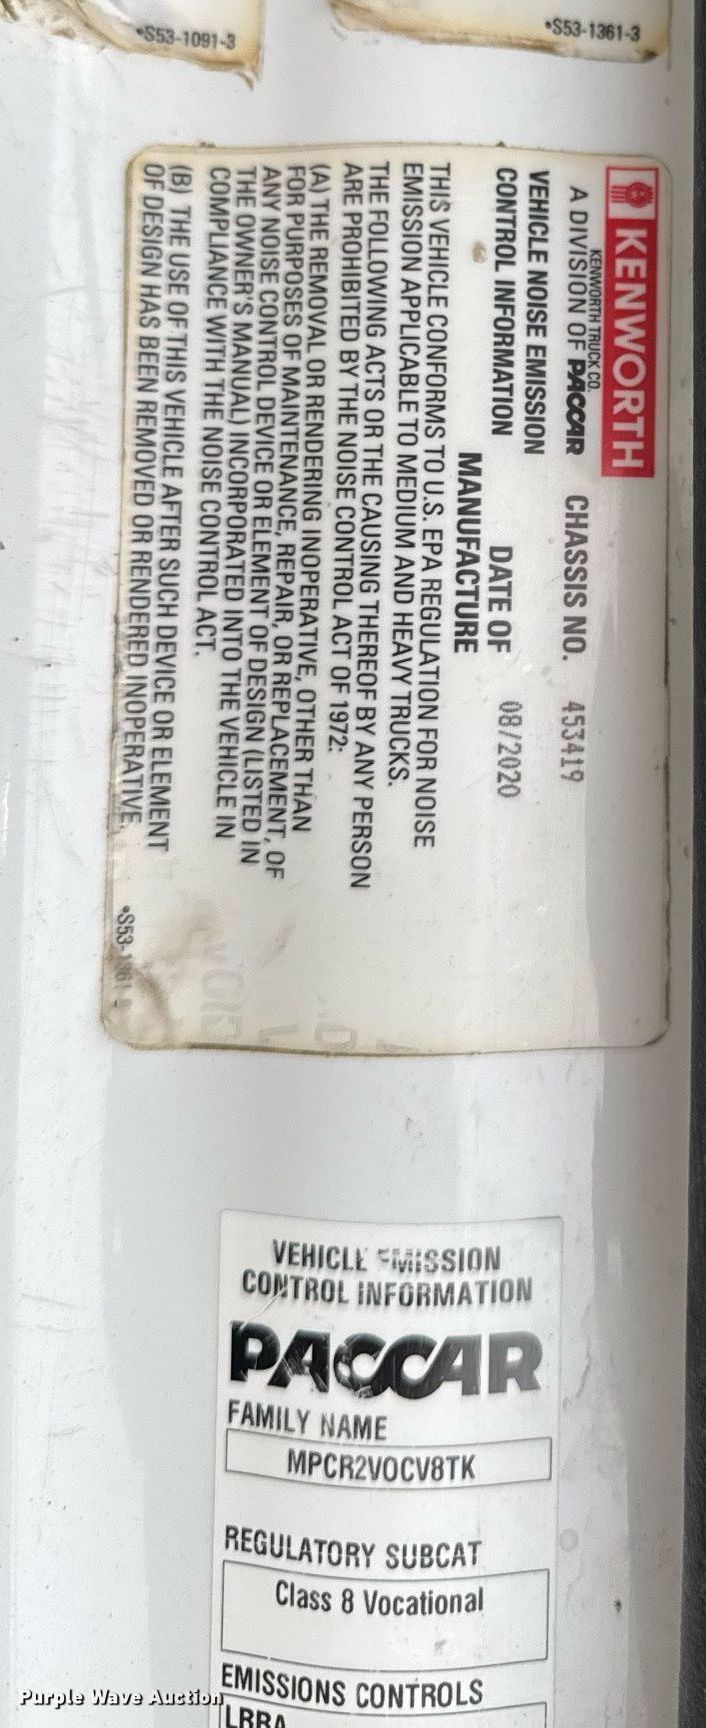 •S53-1091-3
•S53-1361-3
KENWORTH
KENWORTH TRUCK CO.
A DIVISION OF PACCAR CHASSIS NO. 453419
VEHICLE NOISE EMISSION
CONTROL INFORMATION DATE OF 08/2020
MANUFACTURE
THIS VEHICLE CONFORMS TO U.S. EPA REGULATION FOR NOISE
EMISSION APPLICABLE TO MEDIUM AND HEAVY TRUCKS.
THE FOLLOWING ACTS OR THE CAUSING THEREOF BY ANY PERSON
ARE PROHIBITED BY THE NOISE CONTROL ACT OF 1972:
(A) THE REMOVAL OR RENDERING INOPERATIVE, OTHER THAN
FOR PURPOSES OF MAINTENANCE, REPAIR, OR REPLACEMENT, OF
ANY NOISE CONTROL DEVICE OR ELEMENT OF DESIGN (LISTED IN
THE OWNER'S MANUAL) INCORPORATED INTO THE VEHICLE IN
COMPLIANCE WITH THE NOISE CONTROL ACT.
(B) THE USE OF THIS VEHICLE AFTER SUCH DEVICE OR ELEMENT
OF DESIGN HAS BEEN REMOVED OR RENDERED INOPERATIVE.
VEHICLE EMISSION
CONTROL INFORMATION
PACCAR
FAMILY NAME
MPCR2VOCV8TK
REGULATORY SUBCAT
Class 8 Vocational
EMISSIONS CONTROLS
LRRA
Purple Wave Auction